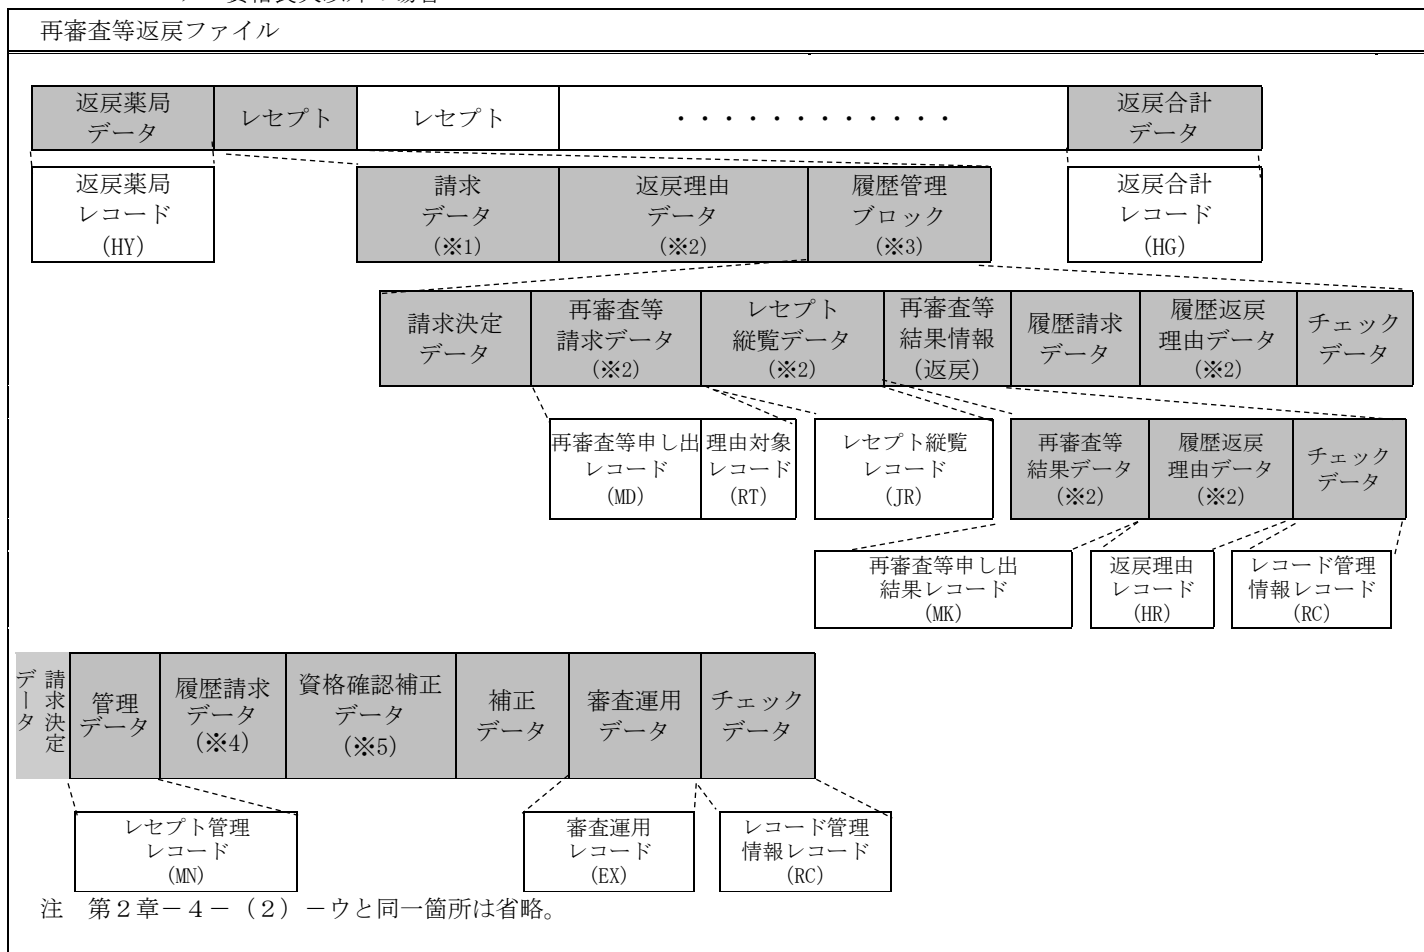 再審査等返戻ファイル
返戻薬局
データ
レセプト
レセプト
・・・・・・・・・・・・
返戻合計
データ
返戻薬局
レコード
(HY)
請求
データ
(※1)
返戻理由
データ
(※2)
履歴管理
ブロック
(※3)
返戻合計
レコード
(HG)
請求決定
データ
再審査等
請求データ
(※2)
レセプト
縦覧データ
(※2)
再審査等
結果情報
(返戻)
履歴請求
データ
履歴返戻
理由データ
(※2)
チェック
データ
再審査等申し出
レコード
(MD)
理由対象
レコード
(RT)
レセプト縦覧
レコード
(JR)
再審査等
結果データ
(※2)
履歴返戻
理由データ
(※2)
チェック
データ
再審査等申し出
結果レコード
(MK)
返戻理由
レコード
(HR)
レコード管理
情報レコード
(RC)
請求決定
データ
管理
データ
履歴請求
データ
(※4)
資格確認補正
データ
(※5)
補正
データ
審査運用
データ
チェック
データ
レセプト管理
レコード
(MN)
審査運用
レコード
(EX)
レコード管理
情報レコード
(RC)
注　第2章－4－(2)－ウと同一箇所は省略。